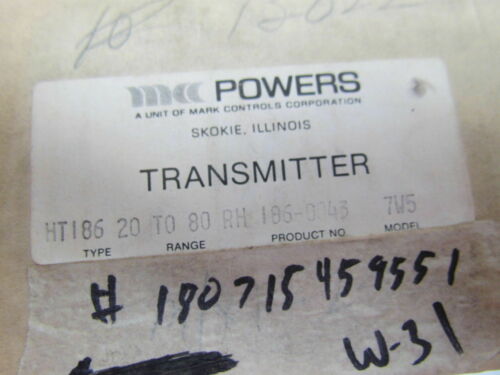 mcc POWERS
A UNIT OF MARK CONTROLS CORPORATION
SKOKIE, ILLINOIS
TRANSMITTER
HT186 20 TO 80 RH 186-0043 7W5
TYPE RANGE PRODUCT NO. MODEL
# 180715459551
W-31